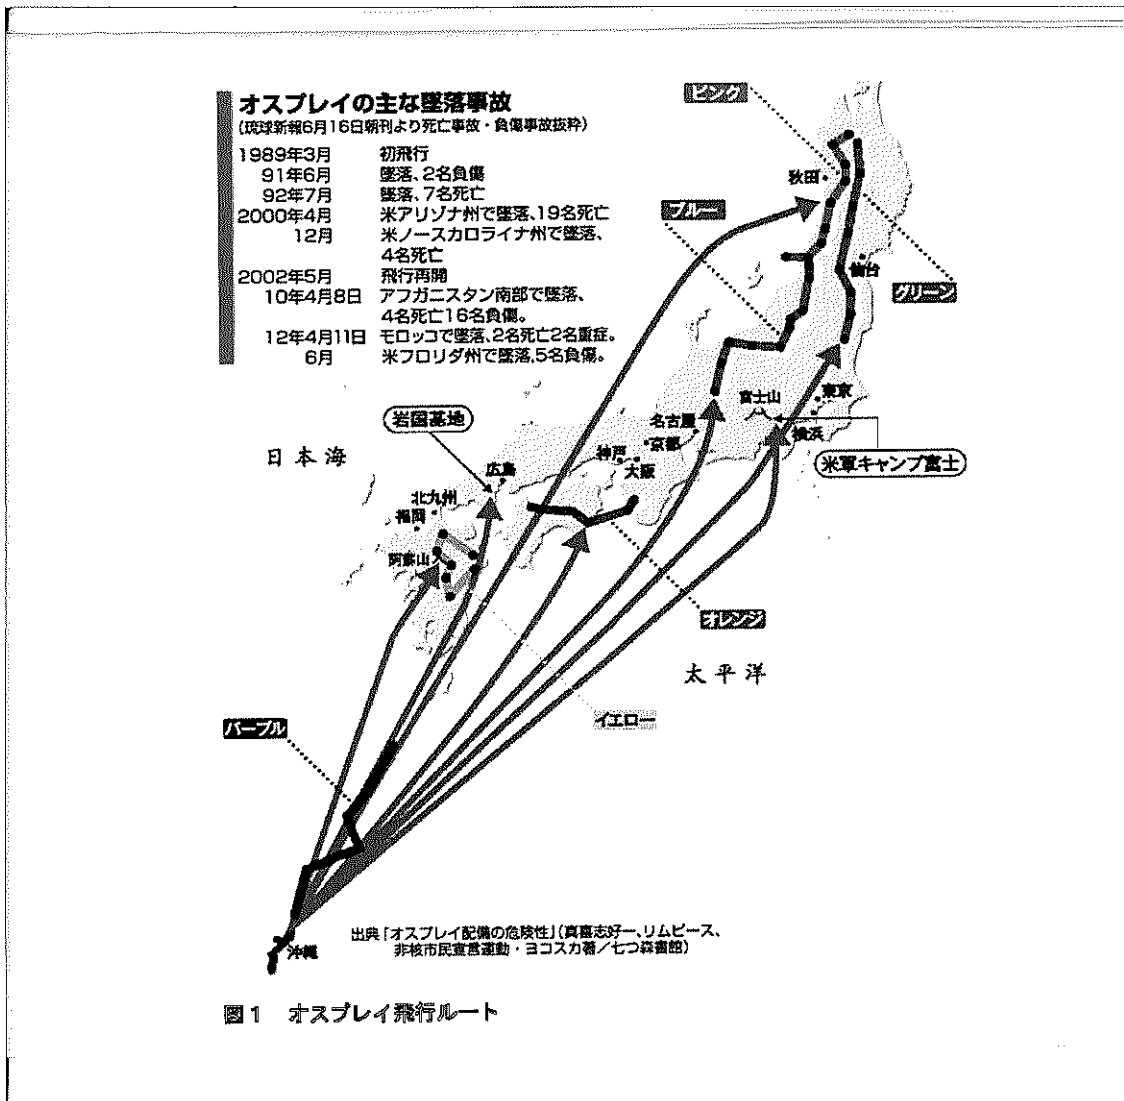 オスプレイの主な墜落事故
(琉球新報6月16日朝刊より死亡事故・負傷事故抜粋)
1989年3月 初飛行
91年6月 墜落、2名負傷
92年7月 墜落、7名死亡
2000年4月 米アリゾナ州で墜落、19名死亡
12月 米ノースカロライナ州で墜落、
4名死亡
2002年5月 飛行再開
10年4月8日 アフガニスタン南部で墜落、
4名死亡16名負傷。
12年4月11日 モロッコで墜落、2名死亡2名重症。
6月 米フロリダ州で墜落、5名負傷。
ピンク
秋田
ブルー
仙台
グリーン
岩国基地
日本海
富士山
東京
名古屋
京都
横浜
神戸
大阪
米軍キャンプ富士
広島
北九州
福岡
阿蘇山
オレンジ
太平洋
イエロー
パープル
沖縄
出典「オスプレイ配備の危険性」(真喜志好一、リムピース、
非核市民宣言運動・ヨコスカ著/七つ森書館)
図1 オスプレイ飛行ルート